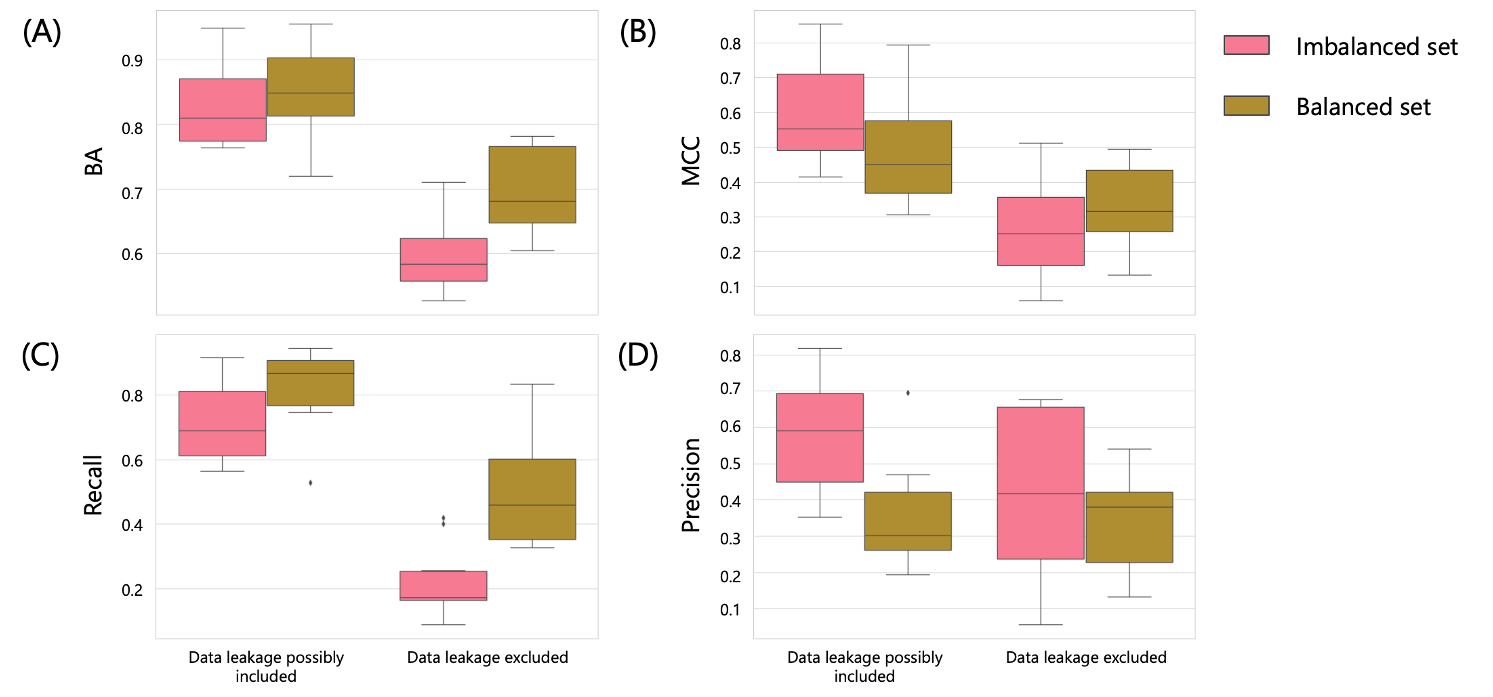 (A)
BA
0.9
0.8
0.7
0.6
(B)
MCC
0.8
0.7
0.6
0.5
0.4
0.3
0.2
0.1
Imbalanced set
Balanced set
(C)
Recall
0.8
0.6
0.4
0.2
Data leakage possibly
included
Data leakage excluded
(D)
Precision
0.8
0.7
0.6
0.5
0.4
0.3
0.2
0.1
Data leakage possibly
included
Data leakage excluded